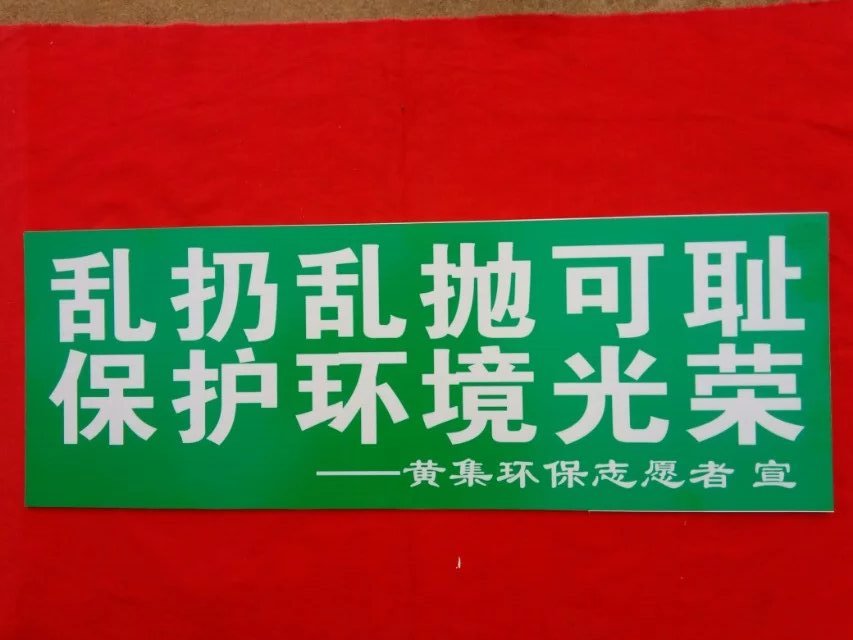 乱扔乱抛可耻
保护环境光荣
——黄集环保志愿者 宣